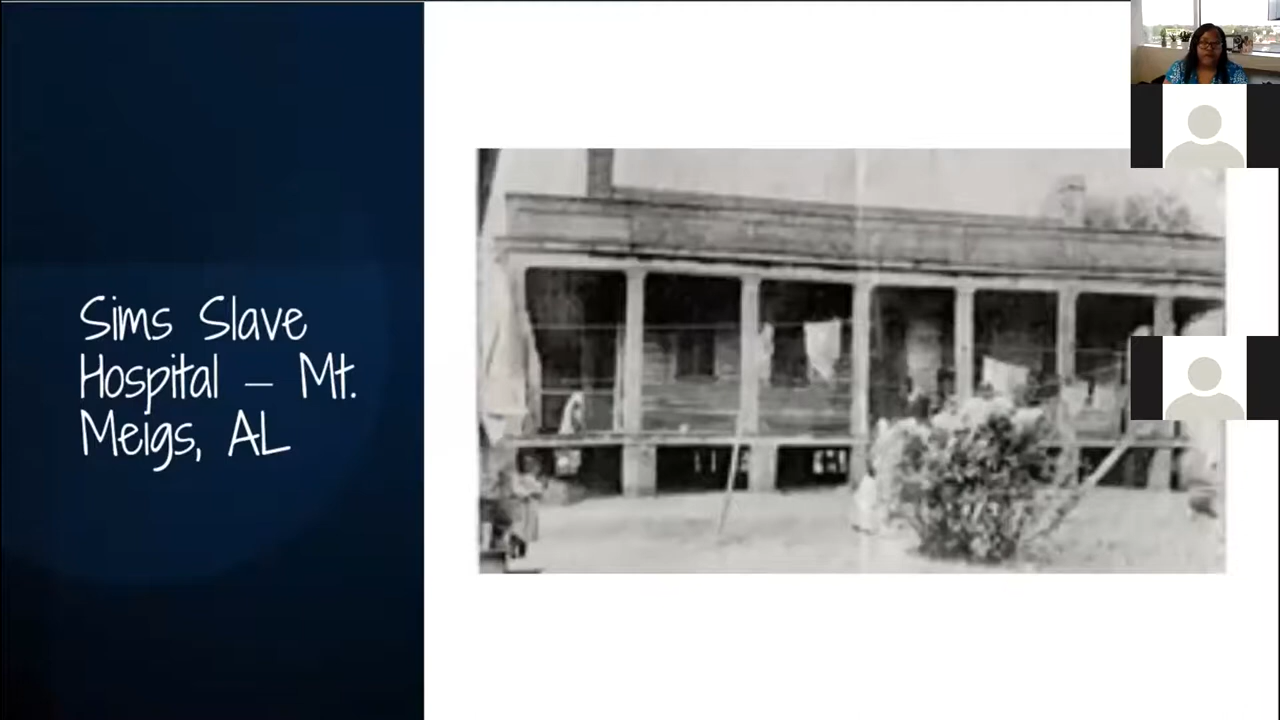 Sims Slave
Hospital – Mt.
Meigs, AL